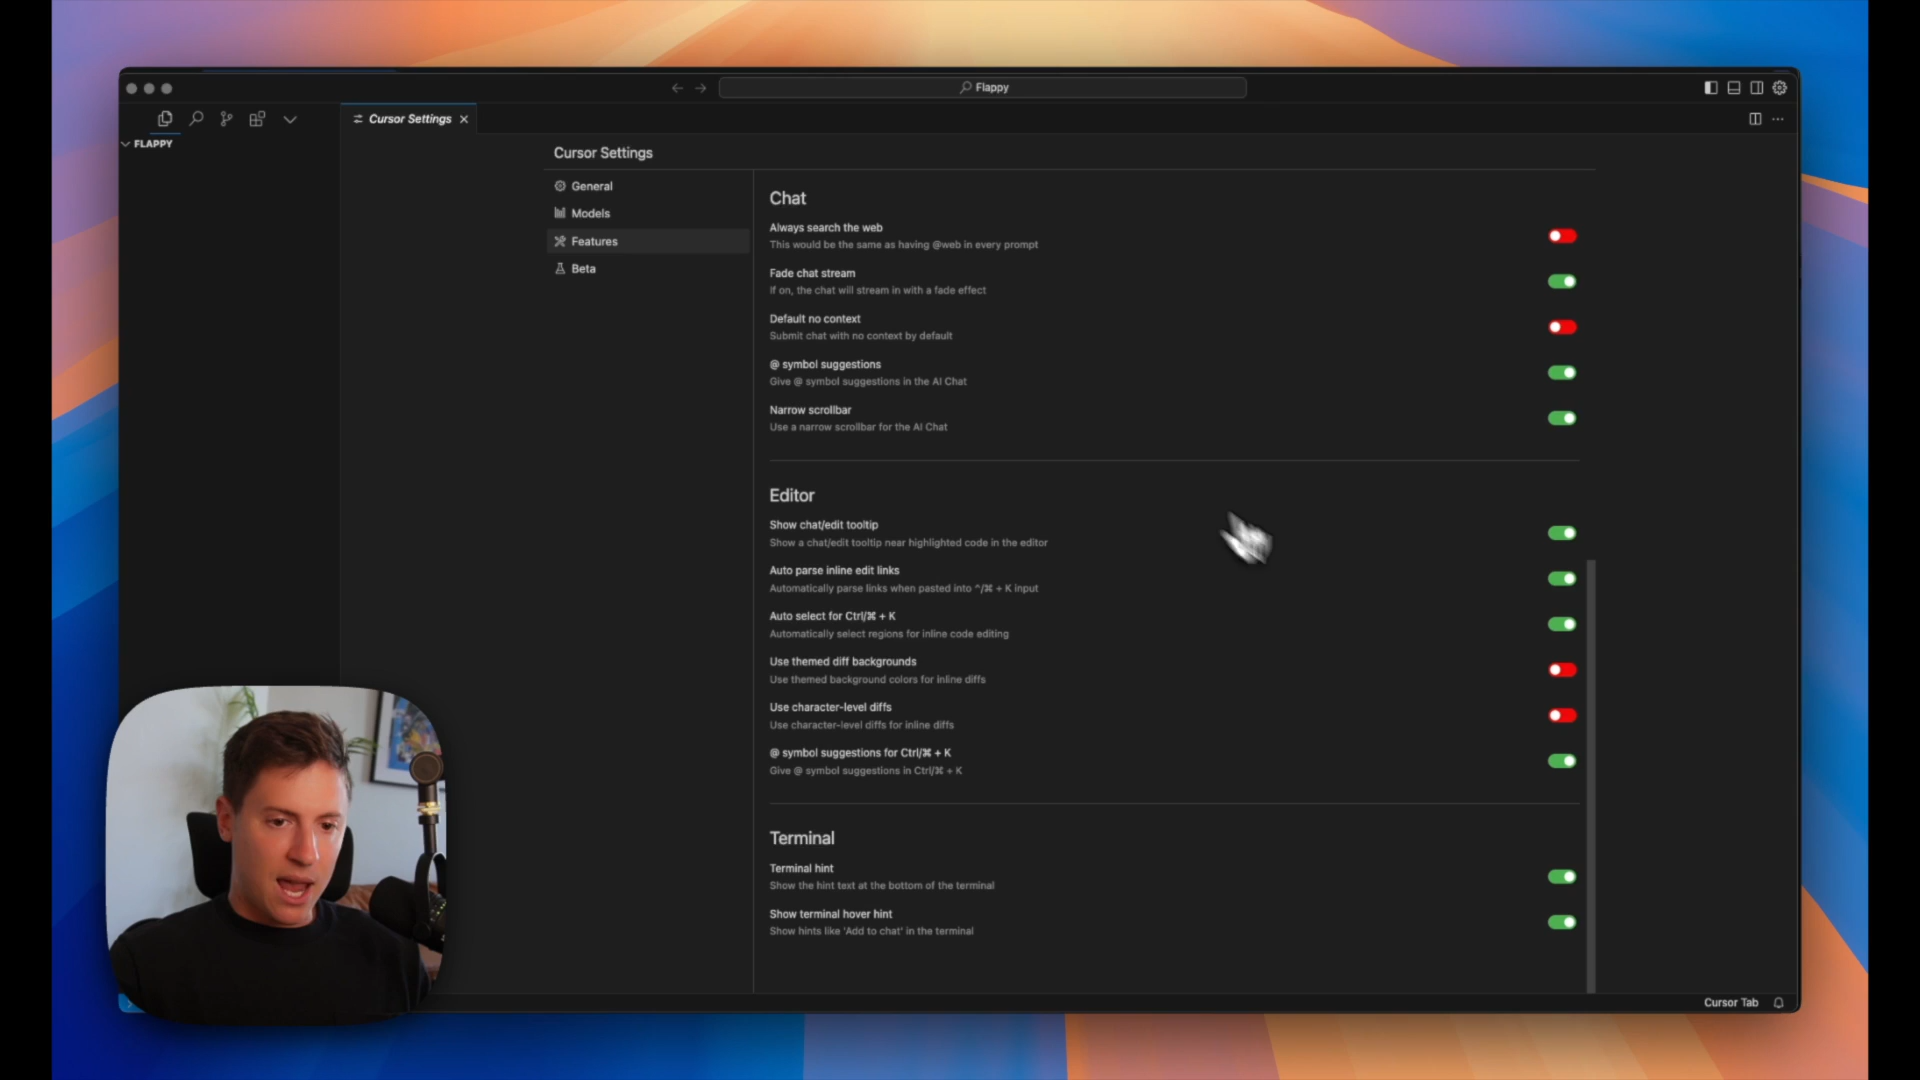 Flappy
Cursor Settings
FLAPPY
Cursor Settings
General
Models
Features
Beta
Chat
Always search the web
This would be the same as having @web in every prompt
Fade chat stream
If on, the chat will stream in with a fade effect
Default no context
Submit chat with no context by default
@ symbol suggestions
Give @ symbol suggestions in the AI Chat
Narrow scrollbar
Use a narrow scrollbar for the AI Chat
Editor
Show chat/edit tooltip
Show a chat/edit tooltip near highlighted code in the editor
Auto parse inline edit links
Automatically parse links when pasted into ^/⌘ + K input
Auto select for Ctrl/⌘ + K
Automatically select regions for inline code editing
Use themed diff backgrounds
Use themed background colors for inline diffs
Use character-level diffs
Use character-level diffs for inline diffs
@ symbol suggestions for Ctrl/⌘ + K
Give @ symbol suggestions in Ctrl/⌘ + K
Terminal
Terminal hint
Show the hint text at the bottom of the terminal
Show terminal hover hint
Show hints like 'Add to chat' in the terminal
Cursor Tab